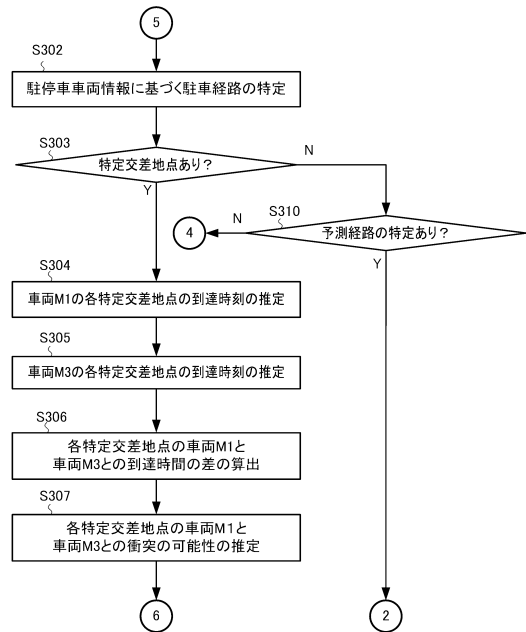 5
S302
駐停車車両情報に基づく駐車経路の特定
S303
特定交差地点あり？
N
Y
S310
N
4
予測経路の特定あり？
Y
S304
車両M1の各特定交差地点の到達時刻の推定
S305
車両M3の各特定交差地点の到達時刻の推定
S306
各特定交差地点の車両M1と
車両M3との到達時間の差の算出
S307
各特定交差地点の車両M1と
車両M3との衝突の可能性の推定
6
2